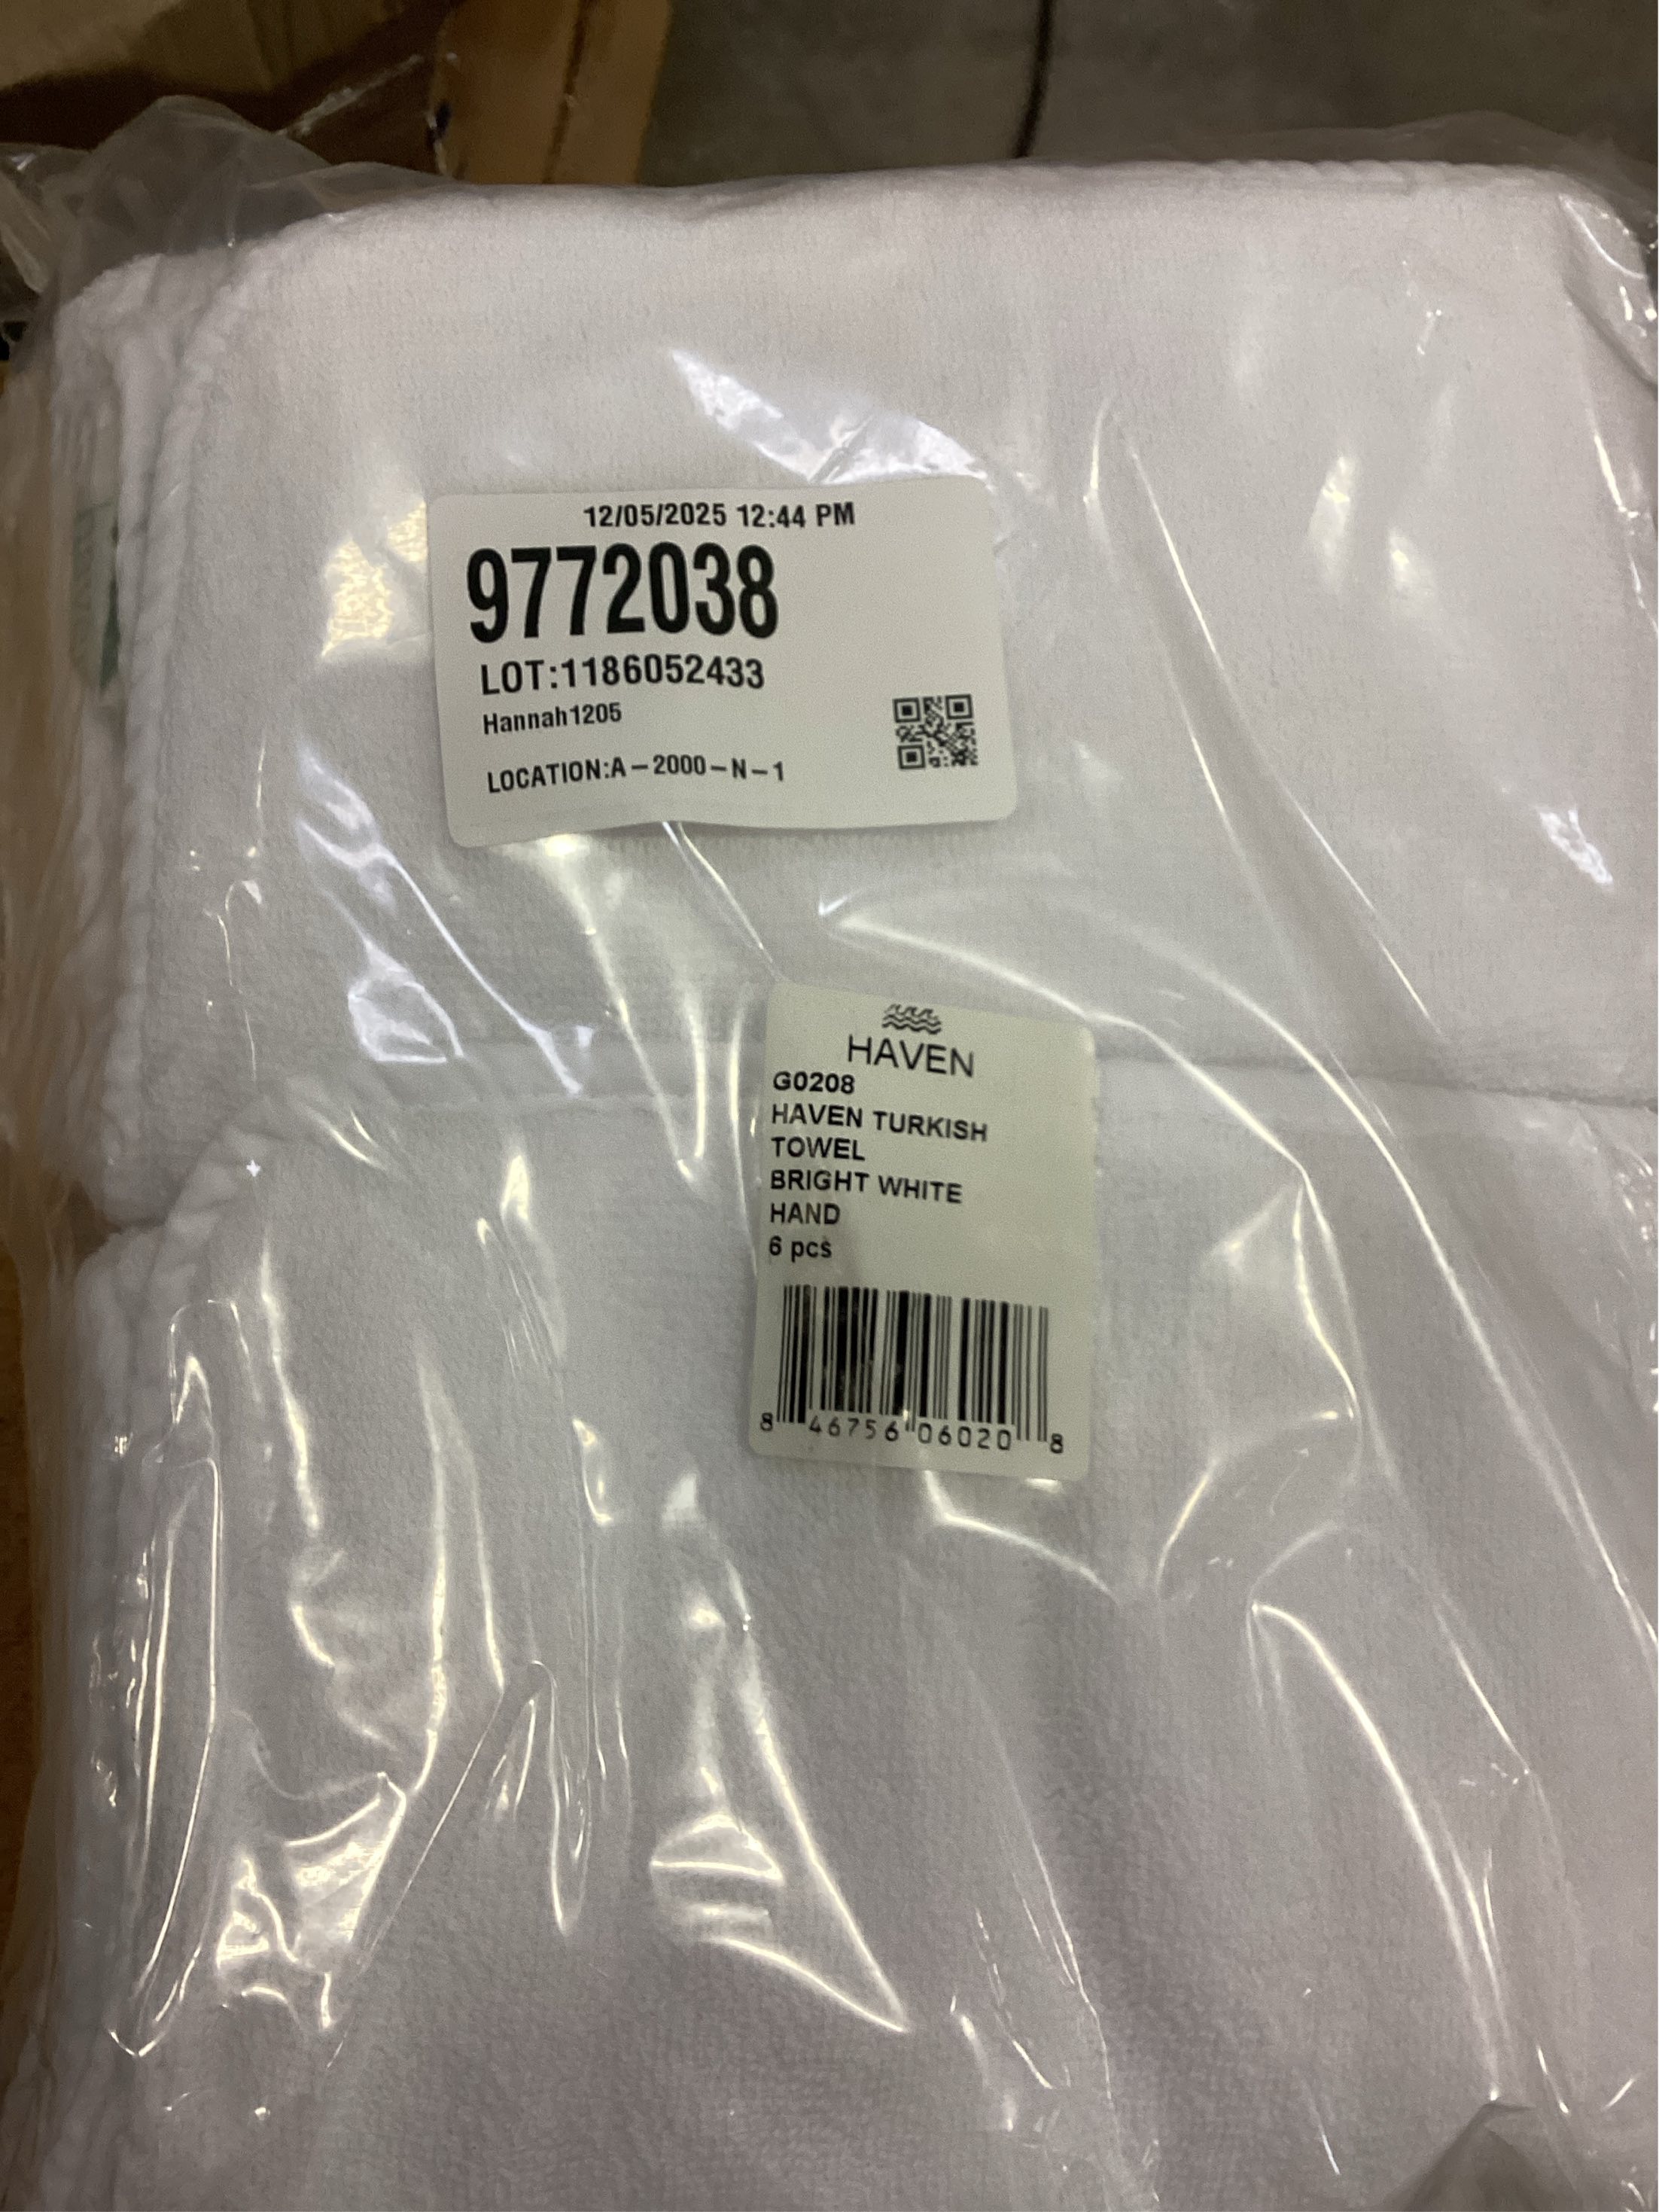 12/05/2025 12:44 PM
9772038
LOT:1186052433
Hannah1205
LOCATION:A-2000-N-1
HAVEN
G0208
HAVEN TURKISH
TOWEL
BRIGHT WHITE
HAND
6 pcs
8 46756 06020 8